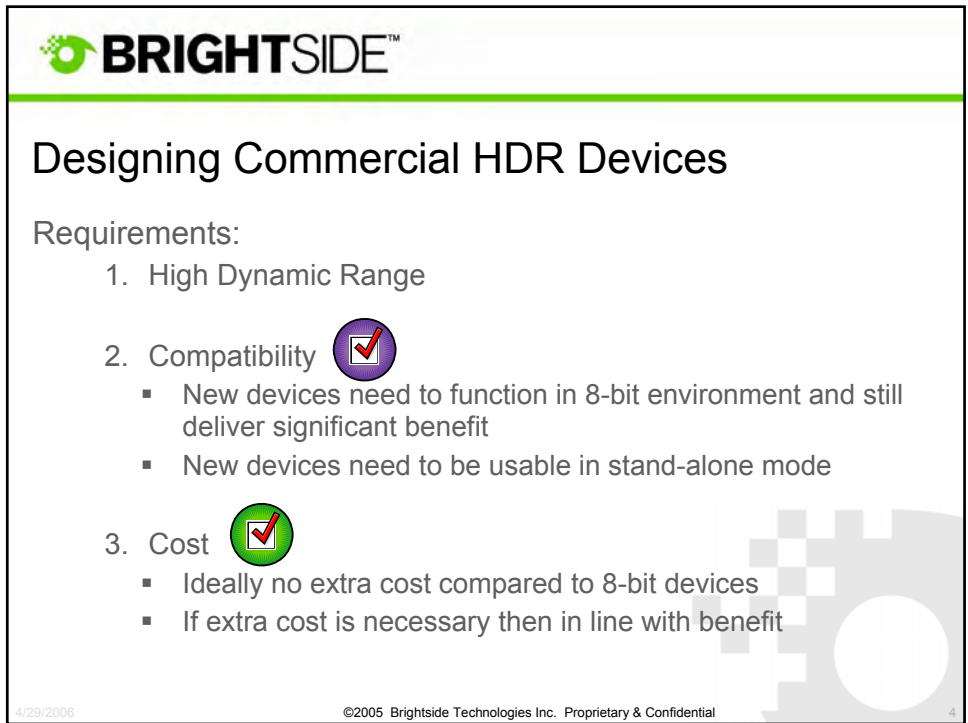 BRIGHTSIDE™
Designing Commercial HDR Devices
Requirements:
1. High Dynamic Range
2. Compatibility
▪ New devices need to function in 8-bit environment and still
deliver significant benefit
▪ New devices need to be usable in stand-alone mode
3. Cost
▪ Ideally no extra cost compared to 8-bit devices
▪ If extra cost is necessary then in line with benefit
4/29/2006 ©2005 Brightside Technologies Inc. Proprietary & Confidential 4